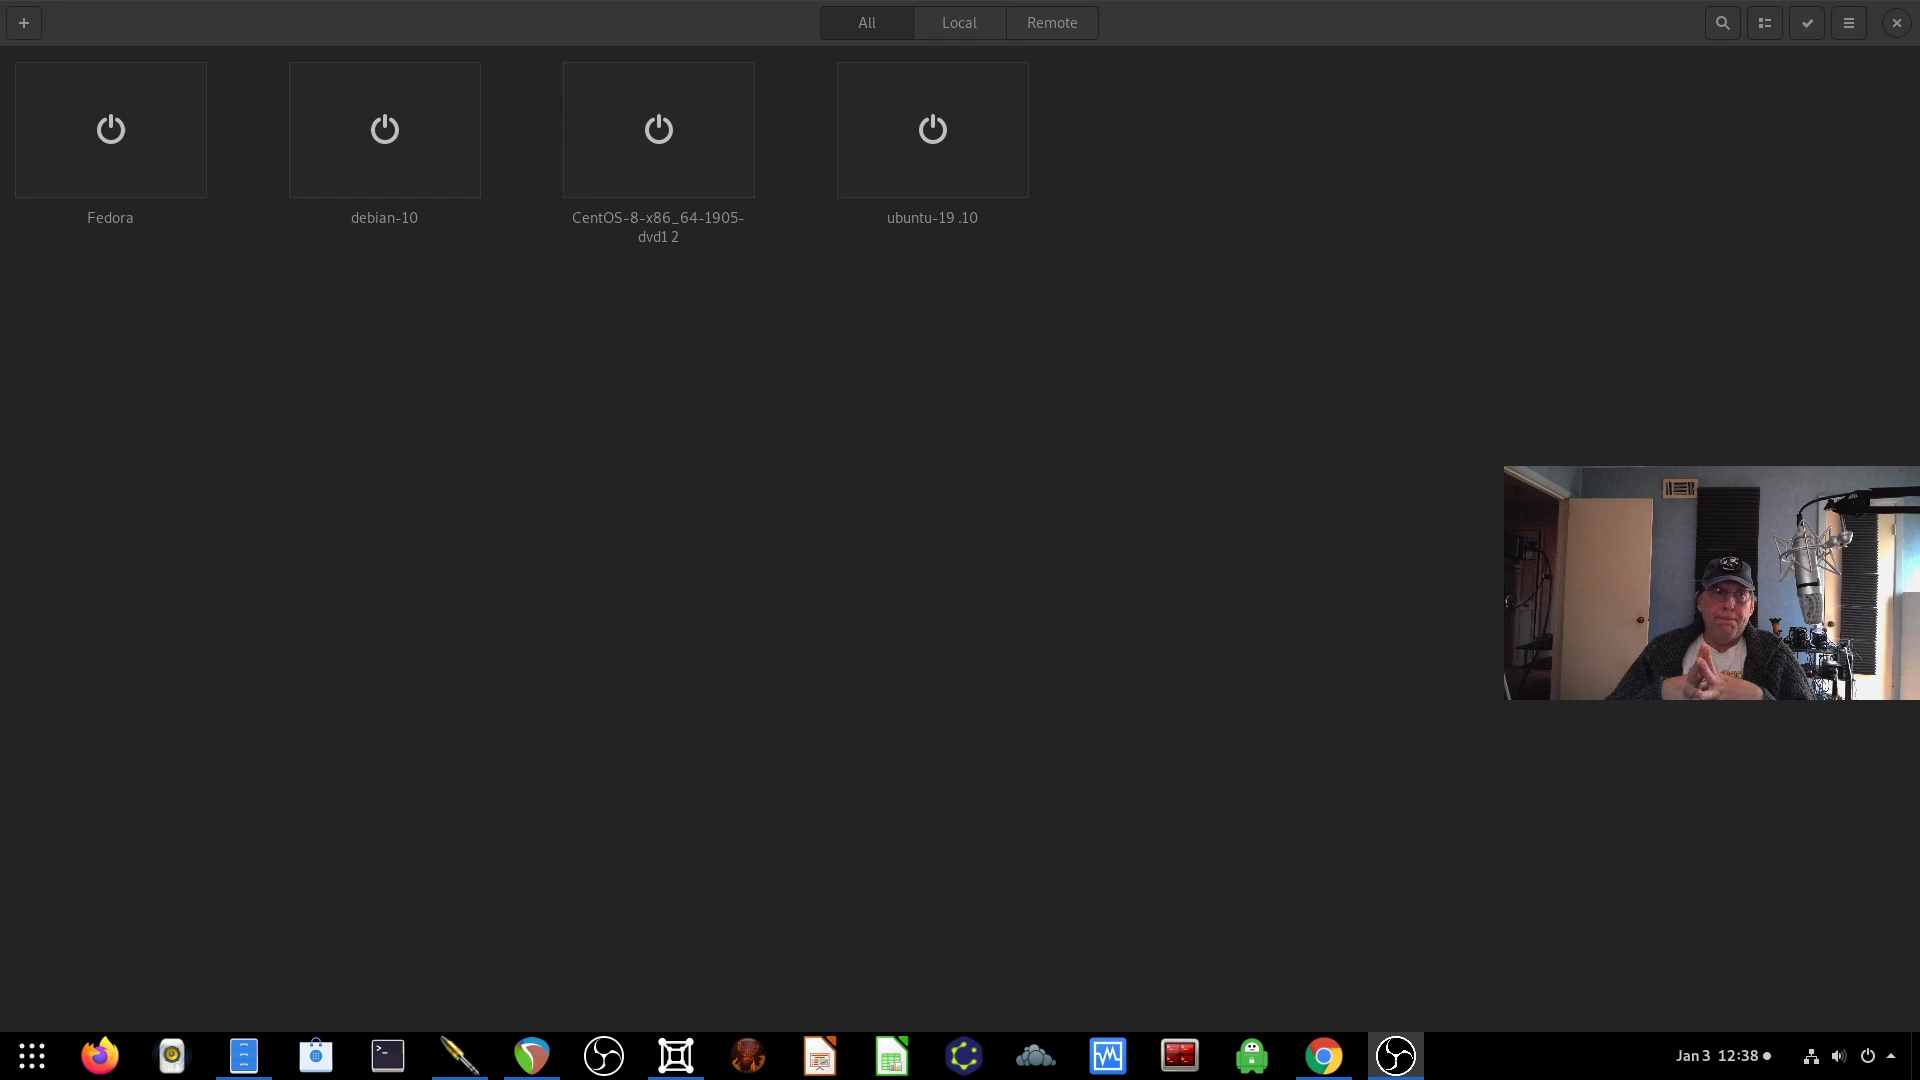 All
Local
Remote
Fedora
debian-10
CentOS-8-x86_64-1905-
dvd1 2
ubuntu-19.10
Jan 3 12:38